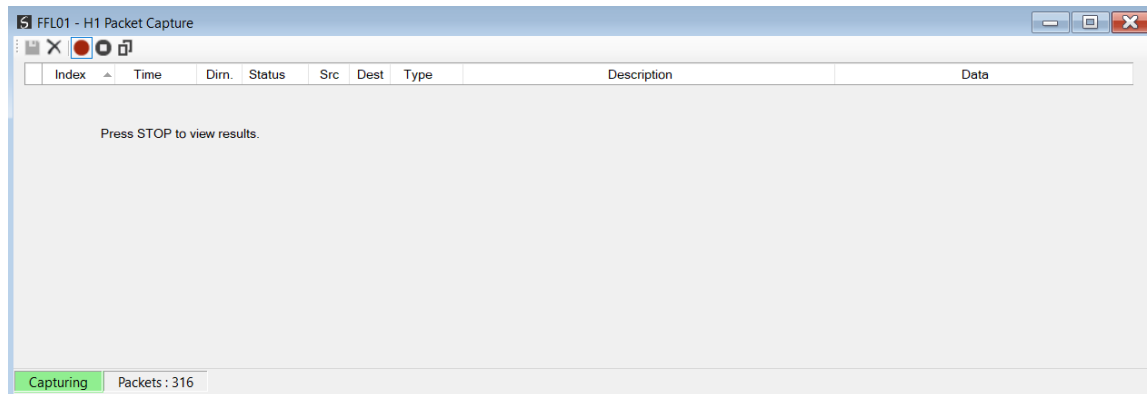 FFL01 - H1 Packet Capture
Index Time Dirn. Status Src Dest Type Description Data
Press STOP to view results.
Capturing Packets : 316